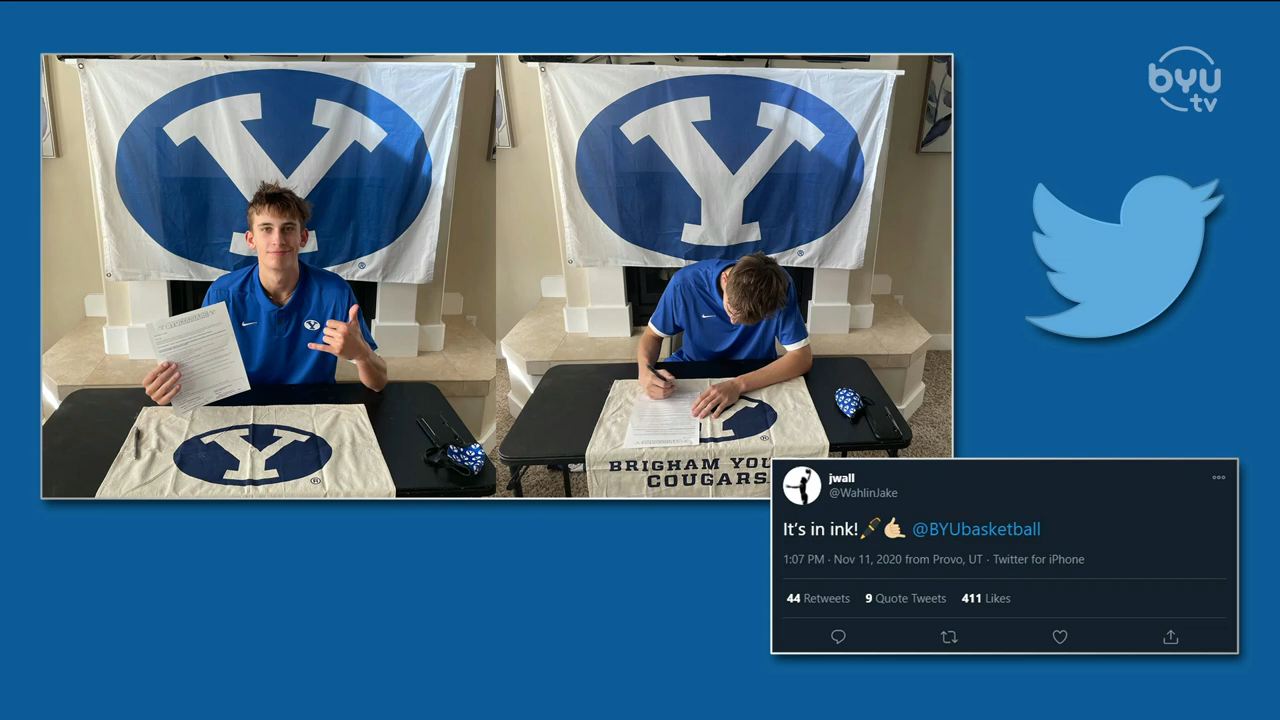 byu
tv
Y
Y
Y
Y
Y
®
®
®
®
BRIGHAM YOU
COUGARS
jwall
@WahlinJake
It's in ink!🖋️🤙🏼 @BYUbasketball
1:07 PM · Nov 11, 2020 from Provo, UT · Twitter for iPhone
44 Retweets 9 Quote Tweets 411 Likes